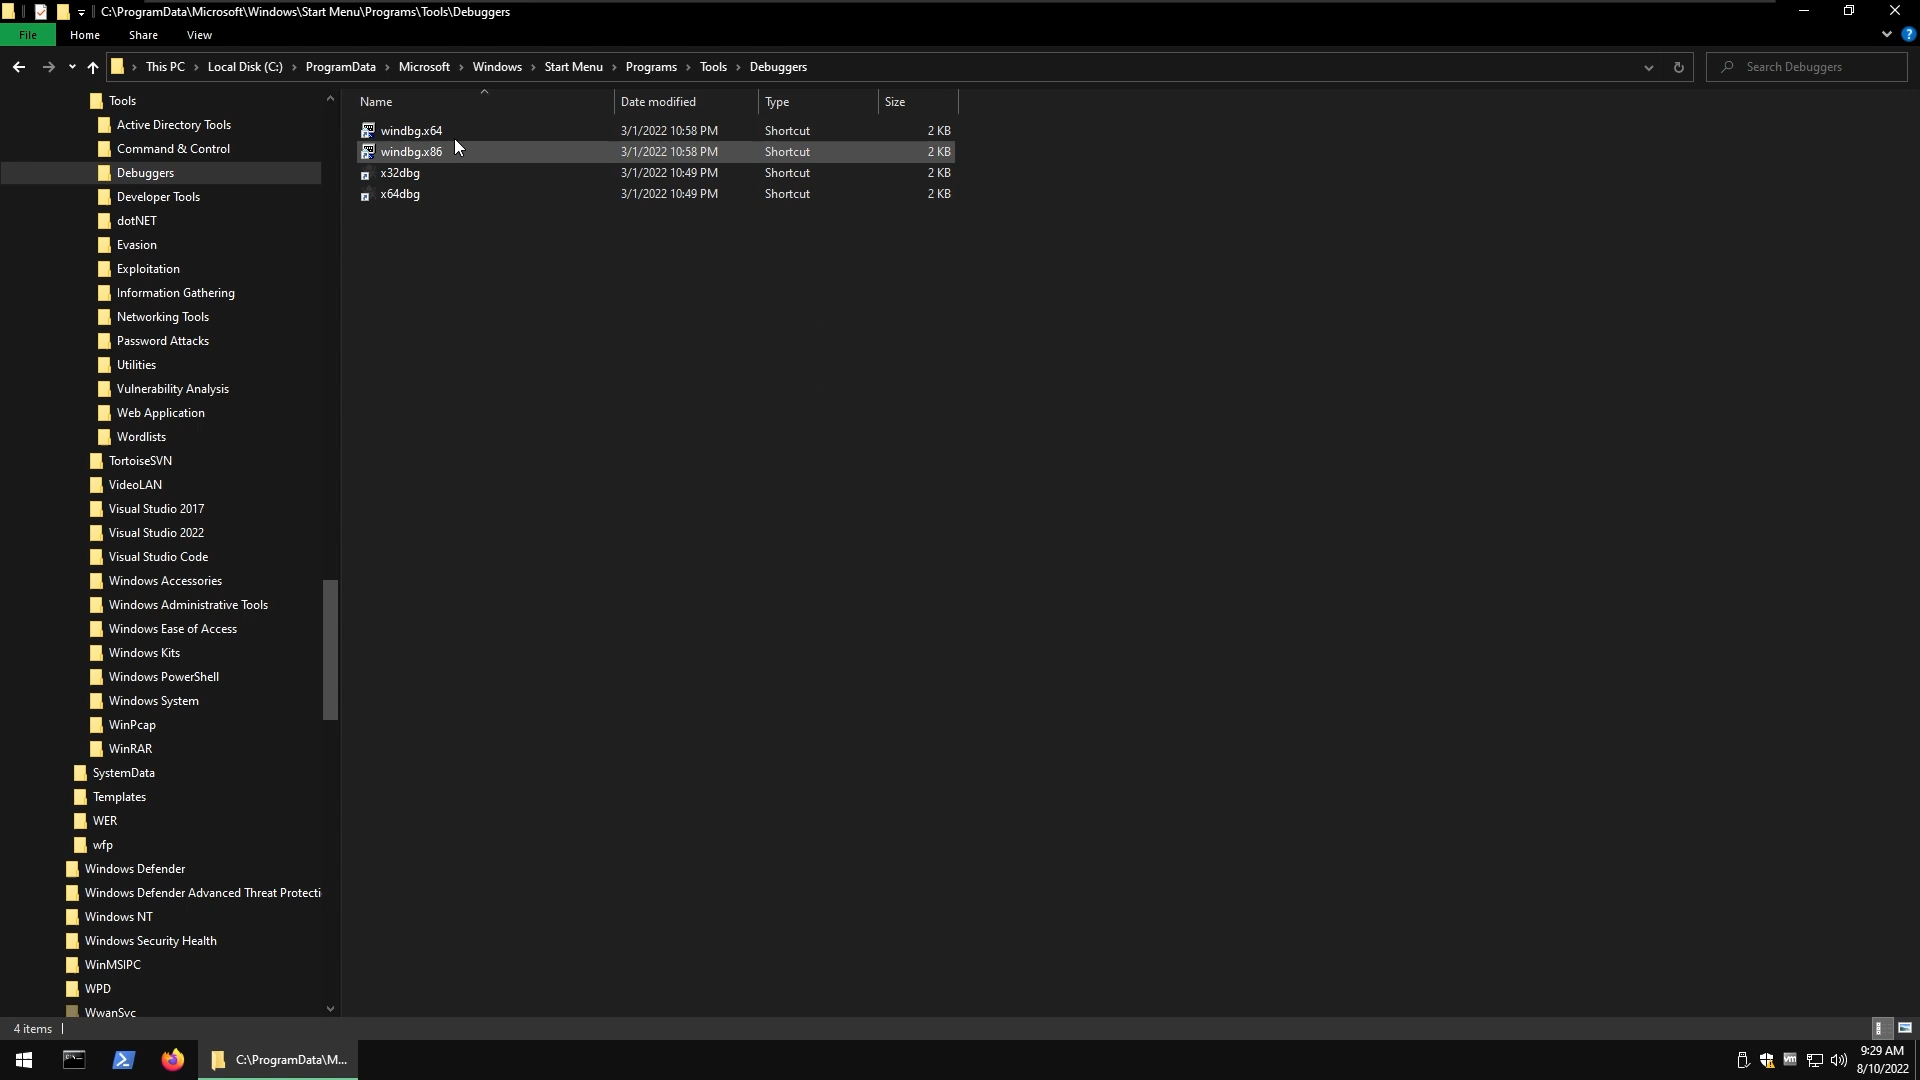 C:\ProgramData\Microsoft\Windows\Start Menu\Programs\Tools\Debuggers
File Home Share View
This PC Local Disk (C:) ProgramData Microsoft Windows Start Menu Programs Tools Debuggers
Search Debuggers
Tools
Active Directory Tools
Command & Control
Debuggers
Developer Tools
dotNET
Evasion
Exploitation
Information Gathering
Networking Tools
Password Attacks
Utilities
Vulnerability Analysis
Web Application
Wordlists
TortoiseSVN
VideoLAN
Visual Studio 2017
Visual Studio 2022
Visual Studio Code
Windows Accessories
Windows Administrative Tools
Windows Ease of Access
Windows Kits
Windows PowerShell
Windows System
WinPcap
WinRAR
SystemData
Templates
WER
wfp
Windows Defender
Windows Defender Advanced Threat Protecti
Windows NT
Windows Security Health
WinMSIPC
WPD
WwanSvc
Name Date modified Type Size
windbg.x64 3/1/2022 10:58 PM Shortcut 2 KB
windbg.x86 3/1/2022 10:58 PM Shortcut 2 KB
x32dbg 3/1/2022 10:49 PM Shortcut 2 KB
x64dbg 3/1/2022 10:49 PM Shortcut 2 KB
4 items
C:\ProgramData\M...
vm
9:29 AM
8/10/2022